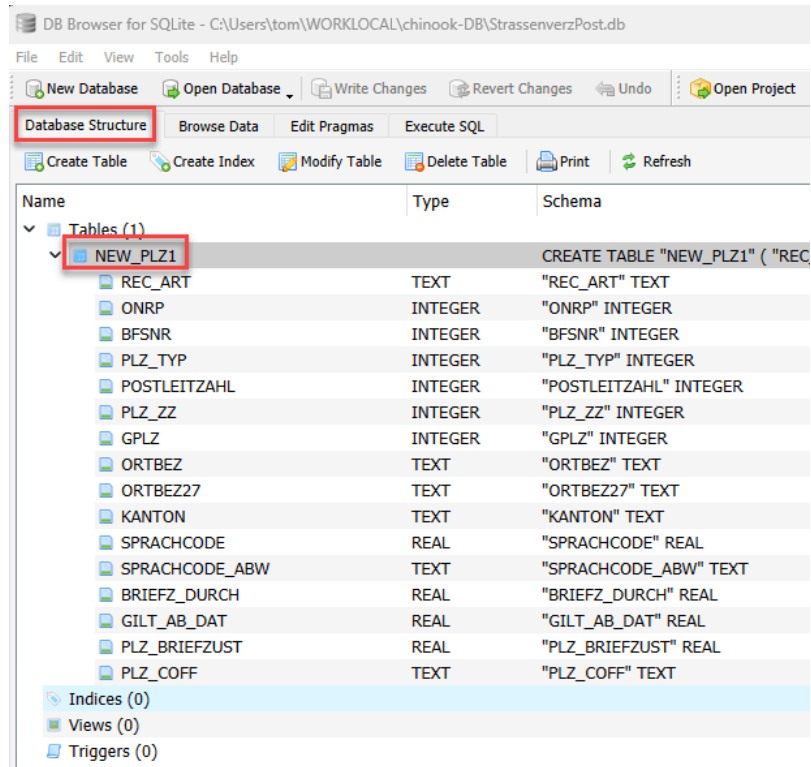 DB Browser for SQLite - C:\Users\tom\WORKLOCAL\chinook-DB\StrassenverzPost.db
File Edit View Tools Help
New Database Open Database Write Changes Revert Changes Undo Open Project
Database Structure Browse Data Edit Pragmas Execute SQL
Create Table Create Index Modify Table Delete Table Print Refresh
Name Type Schema
Tables (1)
NEW_PLZ1 CREATE TABLE "NEW_PLZ1" ( "REC_
REC_ART TEXT "REC_ART" TEXT
ONRP INTEGER "ONRP" INTEGER
BFSNR INTEGER "BFSNR" INTEGER
PLZ_TYP INTEGER "PLZ_TYP" INTEGER
POSTLEITZAHL INTEGER "POSTLEITZAHL" INTEGER
PLZ_ZZ INTEGER "PLZ_ZZ" INTEGER
GPLZ INTEGER "GPLZ" INTEGER
ORTBEZ TEXT "ORTBEZ" TEXT
ORTBEZ27 TEXT "ORTBEZ27" TEXT
KANTON TEXT "KANTON" TEXT
SPRACHCODE REAL "SPRACHCODE" REAL
SPRACHCODE_ABW TEXT "SPRACHCODE_ABW" TEXT
BRIEFZ_DURCH REAL "BRIEFZ_DURCH" REAL
GILT_AB_DAT REAL "GILT_AB_DAT" REAL
PLZ_BRIEFZUST REAL "PLZ_BRIEFZUST" REAL
PLZ_COFF TEXT "PLZ_COFF" TEXT
Indices (0)
Views (0)
Triggers (0)